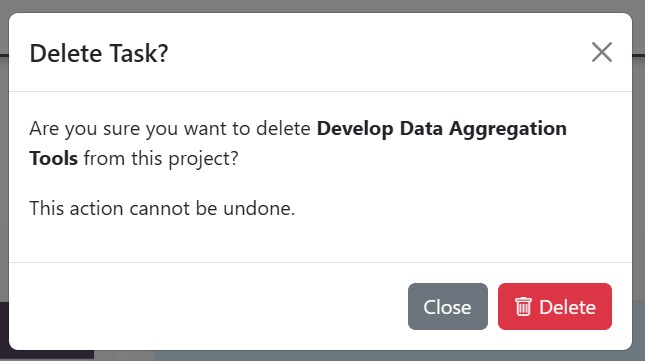 Delete Task?
Are you sure you want to delete Develop Data Aggregation
Tools from this project?
This action cannot be undone.
Close
Delete